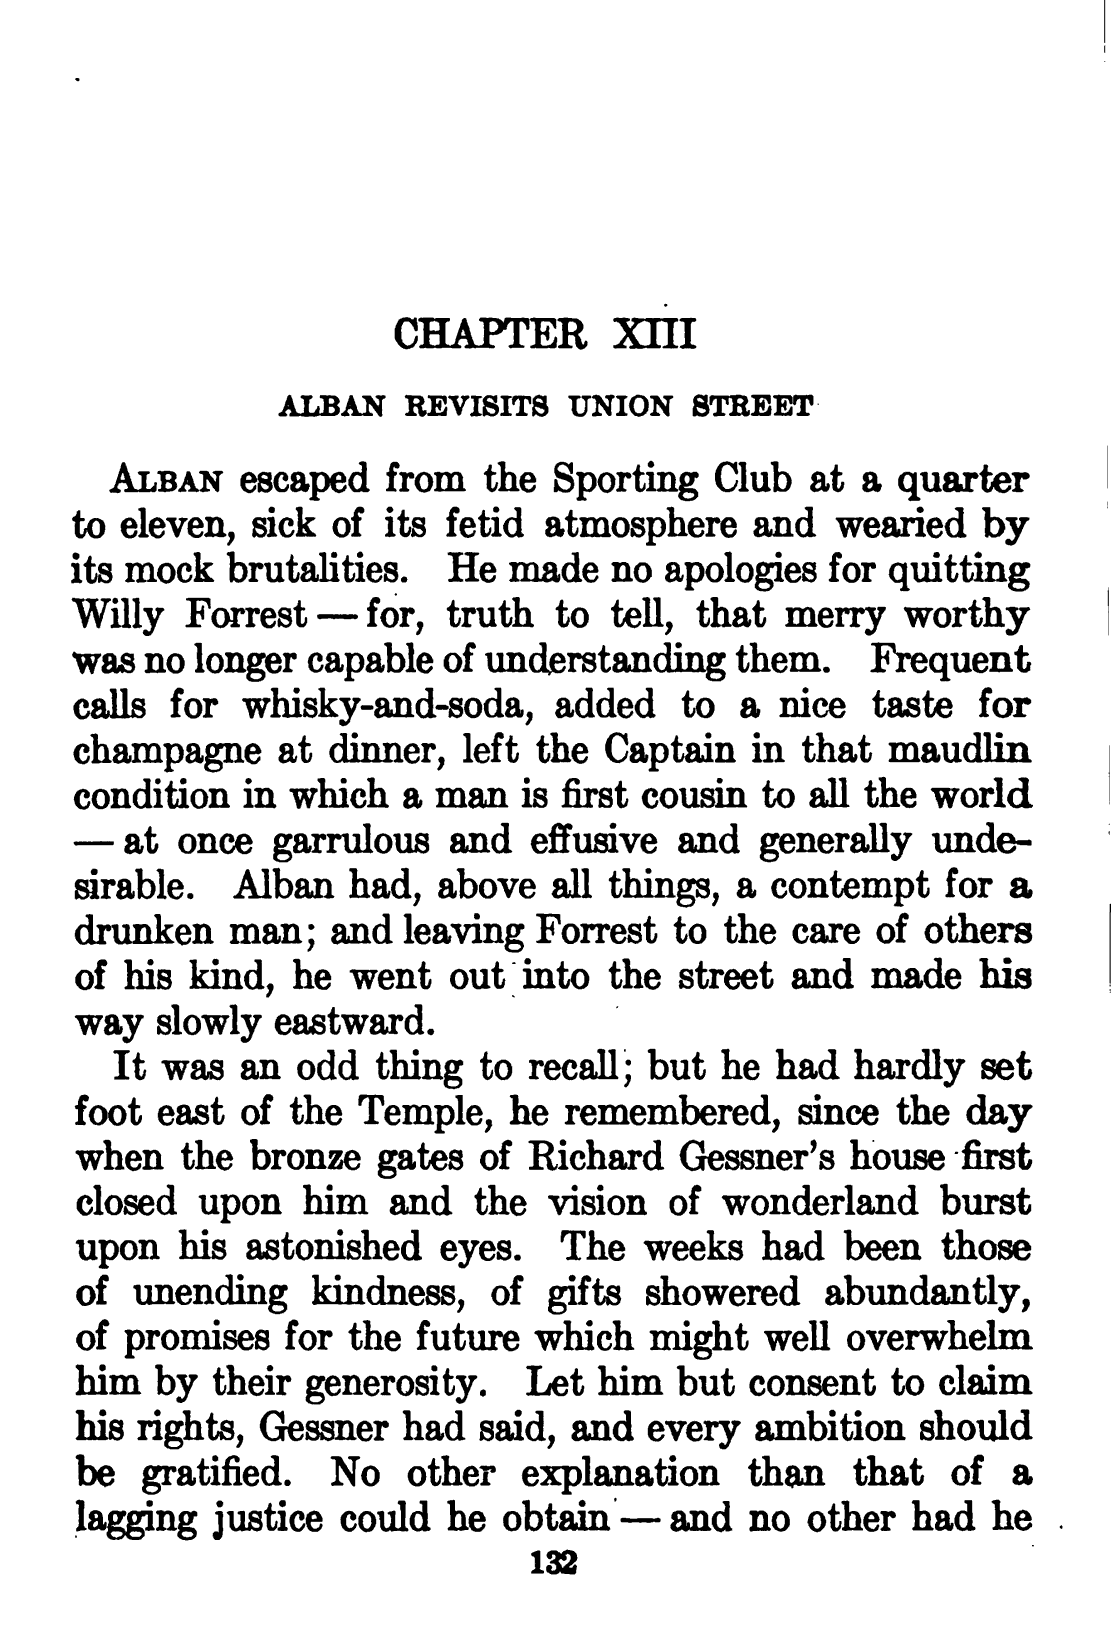 CHAPTER XIII
ALBAN REVISITS UNION STREET
ALBAN escaped from the Sporting Club at a quarter
to eleven, sick of its fetid atmosphere and wearied by
its mock brutalities. He made no apologies for quitting
Willy Forrest — for, truth to tell, that merry worthy
was no longer capable of understanding them. Frequent
calls for whisky-and-soda, added to a nice taste for
champagne at dinner, left the Captain in that maudlin
condition in which a man is first cousin to all the world
— at once garrulous and effusive and generally unde-
sirable. Alban had, above all things, a contempt for a
drunken man; and leaving Forrest to the care of others
of his kind, he went out into the street and made his
way slowly eastward.
It was an odd thing to recall; but he had hardly set
foot east of the Temple, he remembered, since the day
when the bronze gates of Richard Gessner's house first
closed upon him and the vision of wonderland burst
upon his astonished eyes. The weeks had been those
of unending kindness, of gifts showered abundantly,
of promises for the future which might well overwhelm
him by their generosity. Let him but consent to claim
his rights, Gessner had said, and every ambition should
be gratified. No other explanation than that of a
lagging justice could he obtain — and no other had he
132